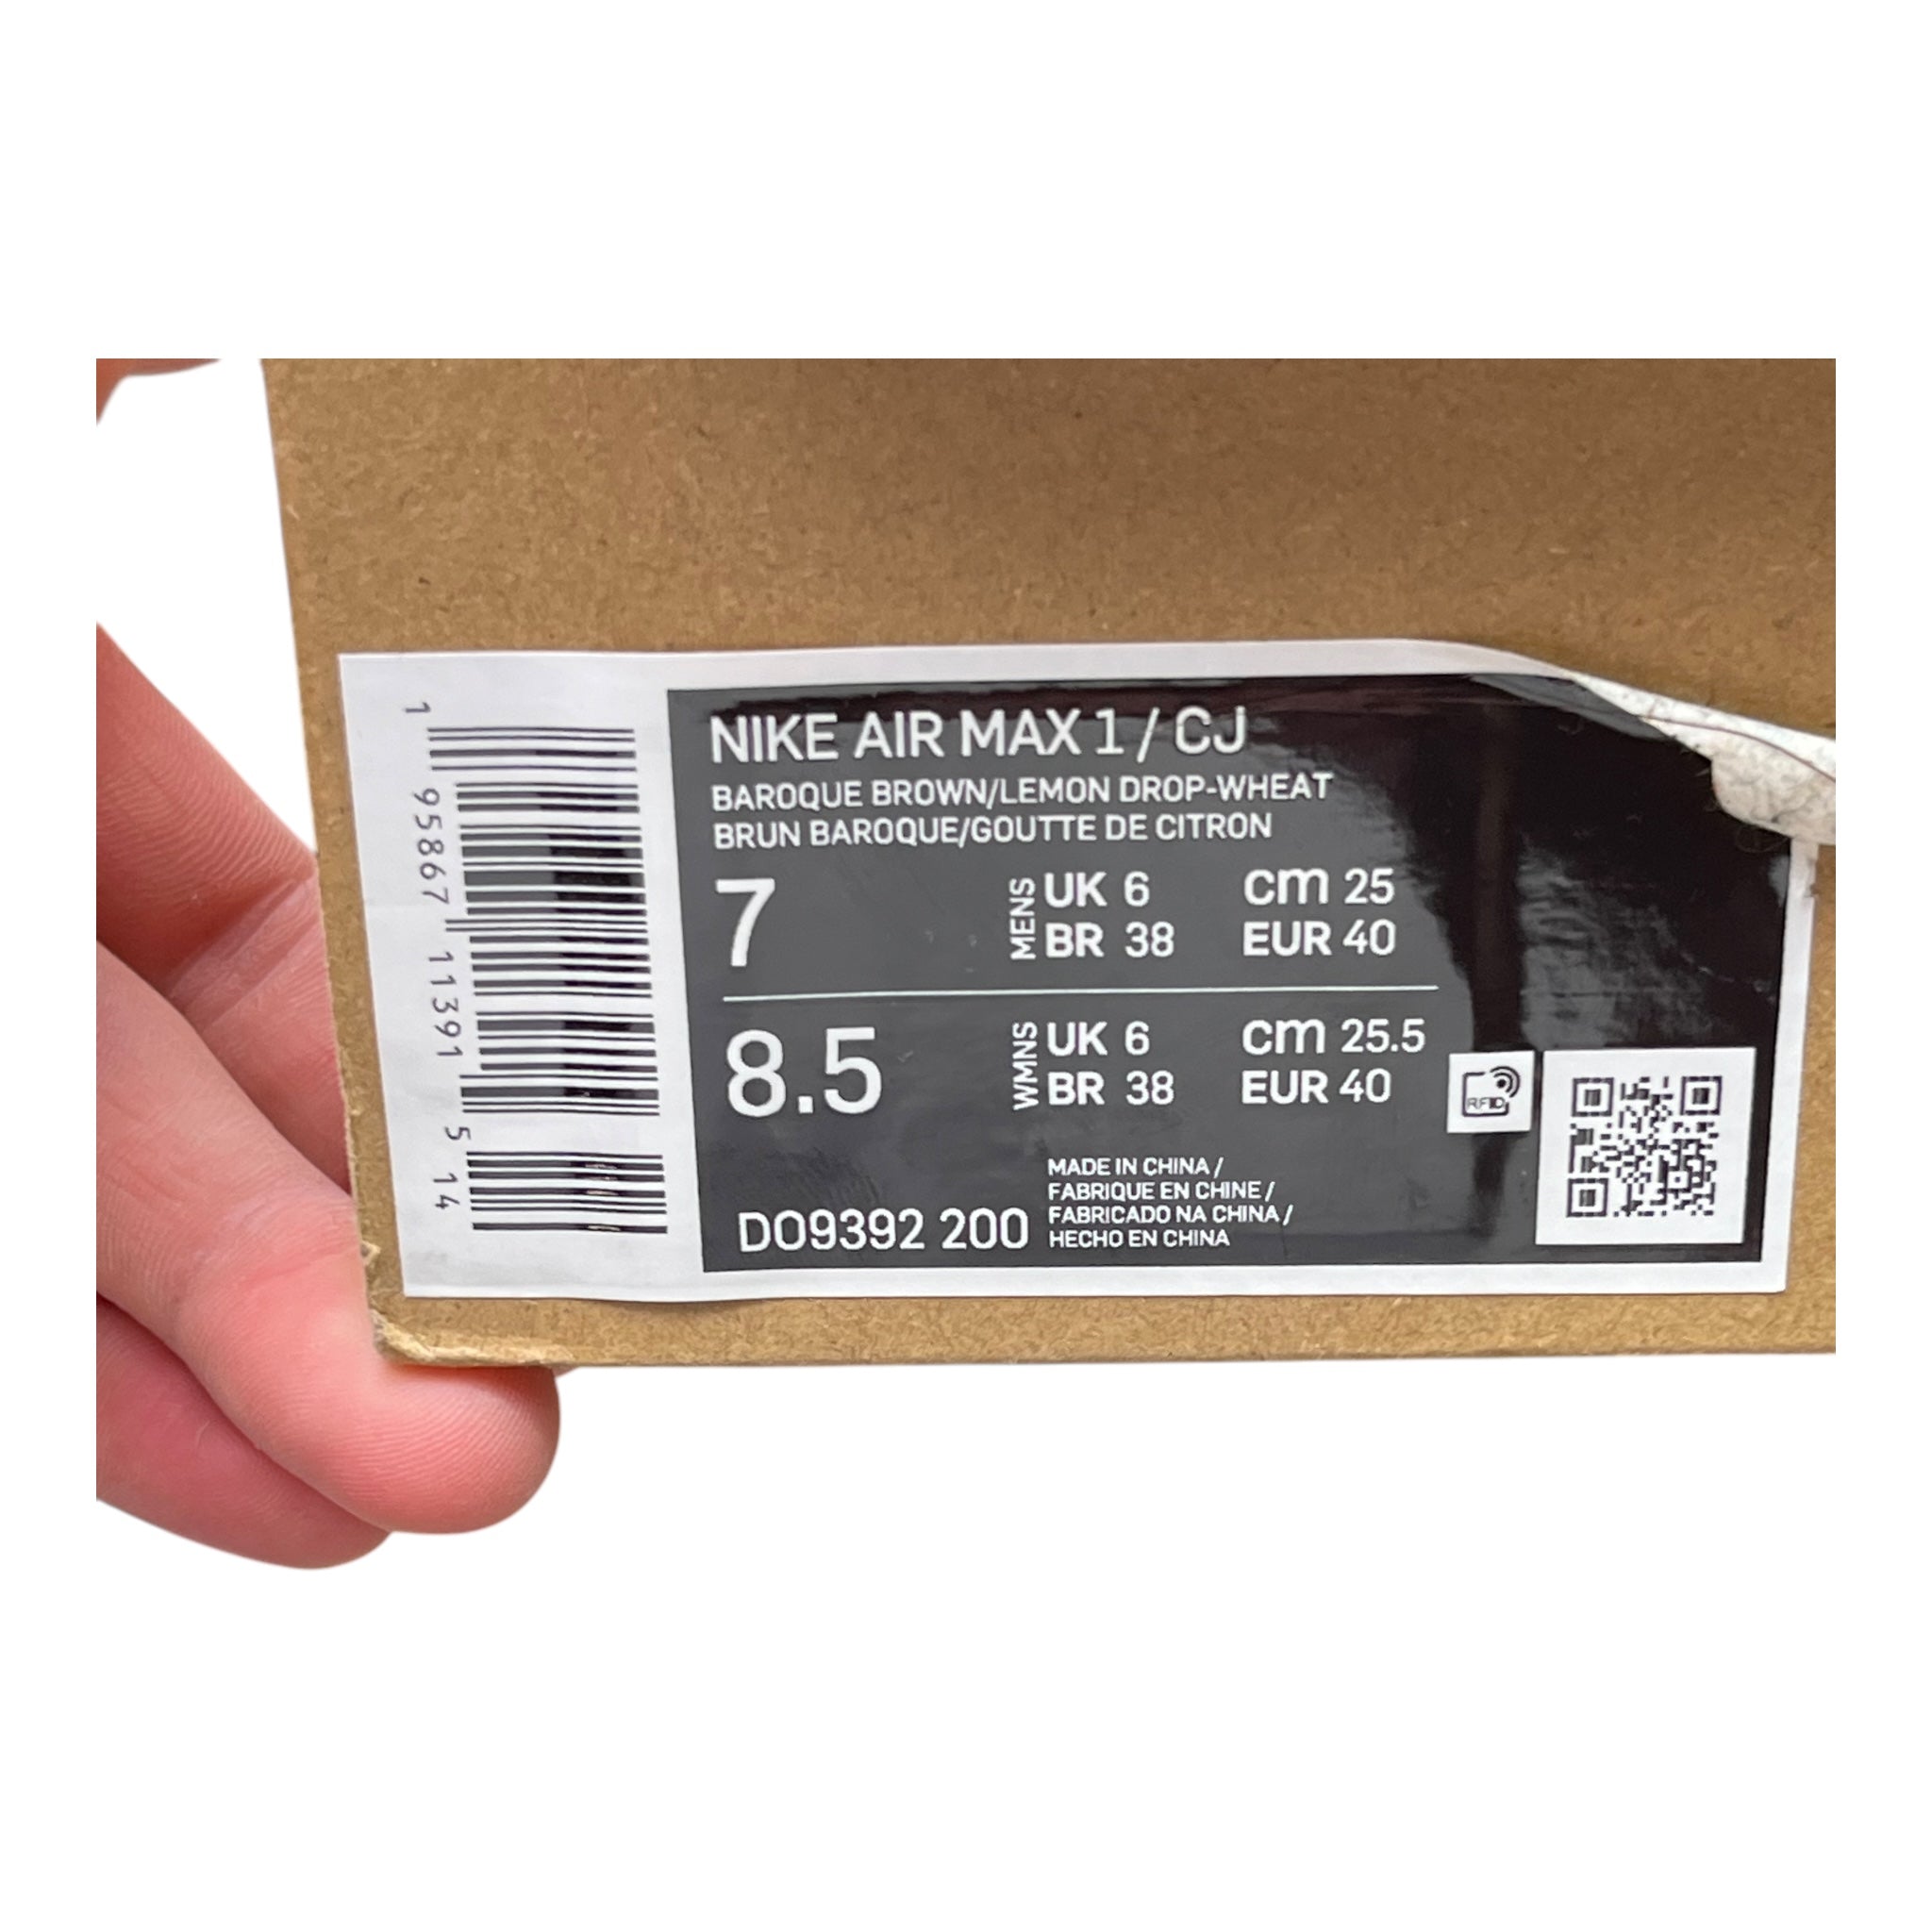 1 95867 11391 5 14
NIKE AIR MAX 1 / CJ
BAROQUE BROWN/LEMON DROP-WHEAT
BRUN BAROQUE/GOUTTE DE CITRON
7 MENS UK 6 cm 25
BR 38 EUR 40
8.5 WMNS UK 6 cm 25.5
BR 38 EUR 40
RFID
MADE IN CHINA /
FABRIQUE EN CHINE /
FABRICADO NA CHINA /
HECHO EN CHINA
DO9392 200